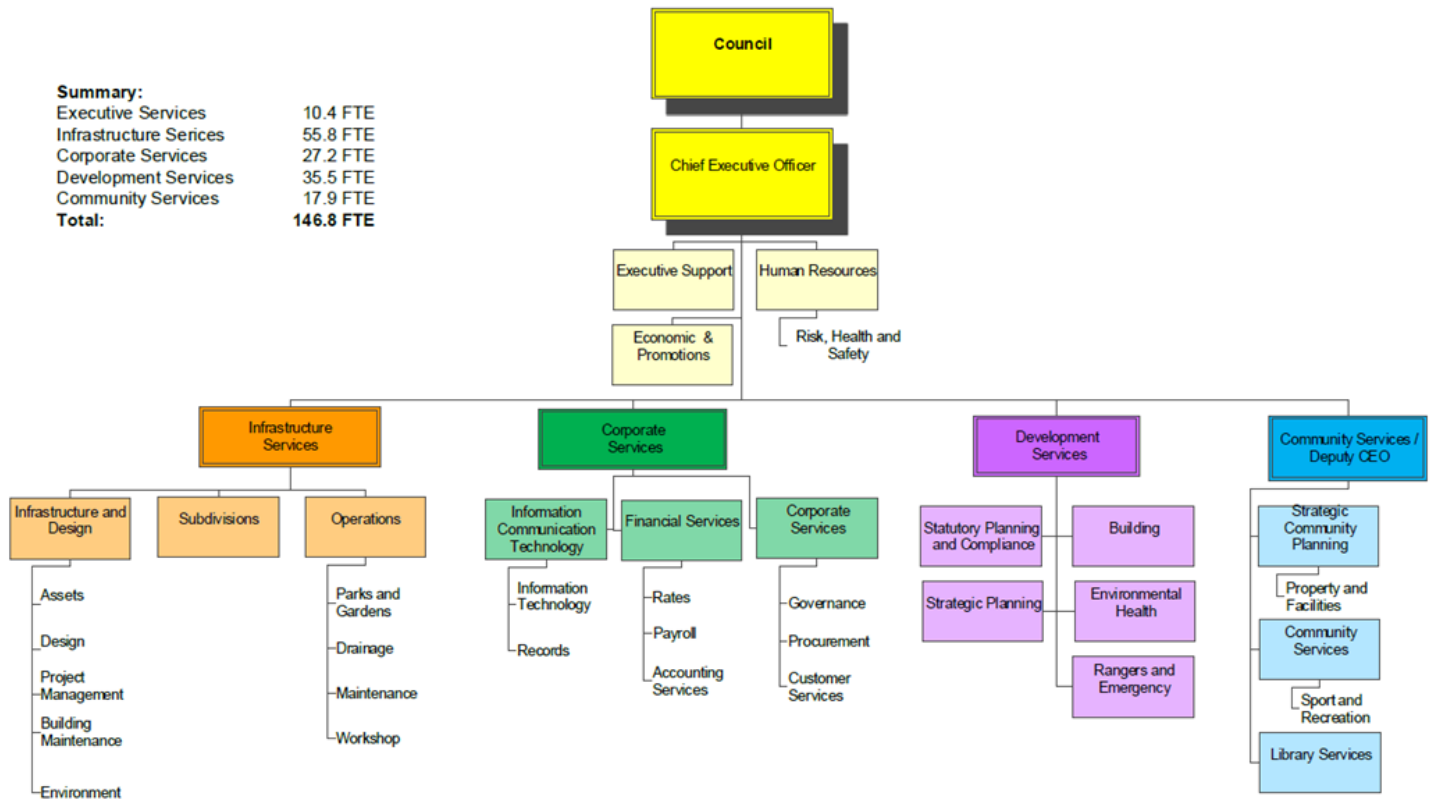 Council
Summary:
Executive Services 10.4 FTE
Infrastructure Serices 55.8 FTE
Corporate Services 27.2 FTE
Development Services 35.5 FTE
Community Services 17.9 FTE
Total: 146.8 FTE
Chief Executive Officer
Executive Support
Human Resources
Economic &
Promotions
Risk, Health and
Safety
Infrastructure
Services
Corporate
Services
Development
Services
Community Services /
Deputy CEO
Infrastructure and
Design
Subdivisions
Operations
Assets
Design
Project
Management
Building
Maintenance
Environment
Parks and
Gardens
Drainage
Maintenance
Workshop
Information
Communication
Technology
Financial Services
Corporate
Services
Information
Technology
Records
Rates
Payroll
Accounting
Services
Governance
Procurement
Customer
Services
Statutory Planning
and Compliance
Building
Strategic Planning
Environmental
Health
Rangers and
Emergency
Strategic
Community
Planning
Property and
Facilities
Community
Services
Sport and
Recreation
Library Services